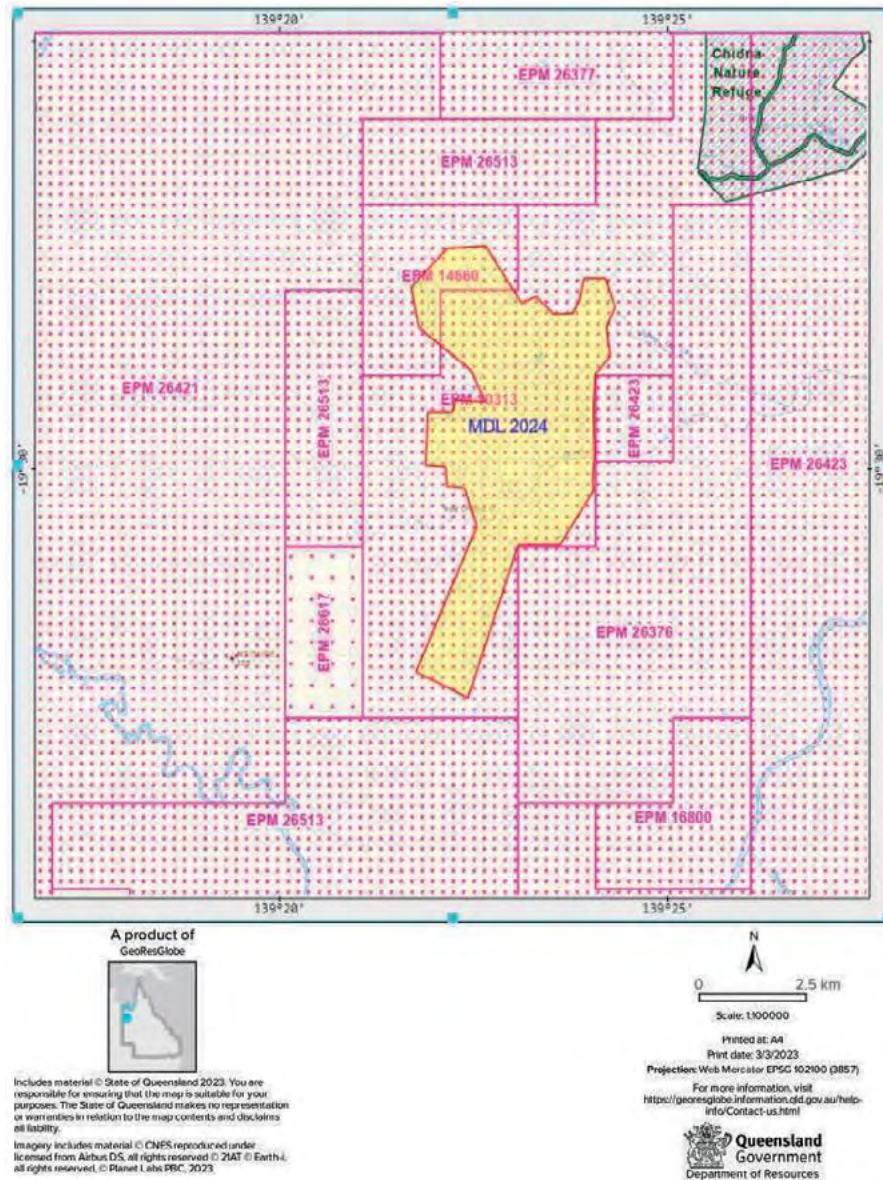 139°20'
139°25'
Chidna
Nature
Refuge
EPM 26377
EPM 26513
EPM 14660
EPM 26421
EPM 26513
EPM 10313
EPM 26423
MDL 2024
EPM 26423
-19°30'
-19°30'
EPM 26617
EPM 26376
EPM 26513
EPM 16800
139°20'
139°25'
A product of
GeoResGlobe
Includes material © State of Queensland 2023. You are
responsible for ensuring that the map is suitable for your
purposes. The State of Queensland makes no representation
or warranties in relation to the map contents and disclaims
all liability.
Imagery includes material © CNES reproduced under
licensed from Airbus DS, all rights reserved © 21AT © Earth-i,
all rights reserved, © Planet Labs PBC, 2023
N
0 2.5 km
Scale: 1:100000
Printed at: A4
Print date: 3/3/2023
Projection: Web Mercator EPSG 102100 (3857)
For more information, visit
https://georesglobe.information.qld.gov.au/help-
info/Contact-us.html
Queensland
Government
Department of Resources